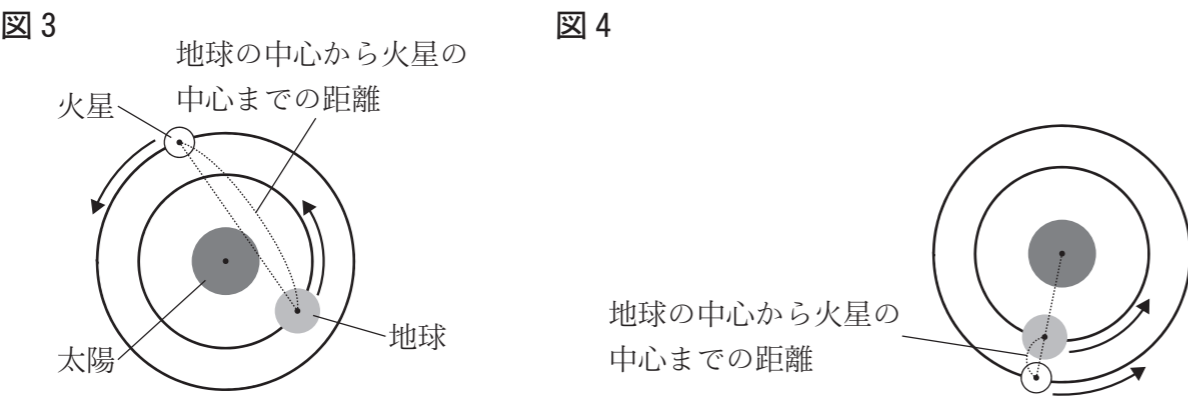 図 3
地球の中心から火星の
中心までの距離
火星
太陽
地球
図 4
地球の中心から火星の
中心までの距離